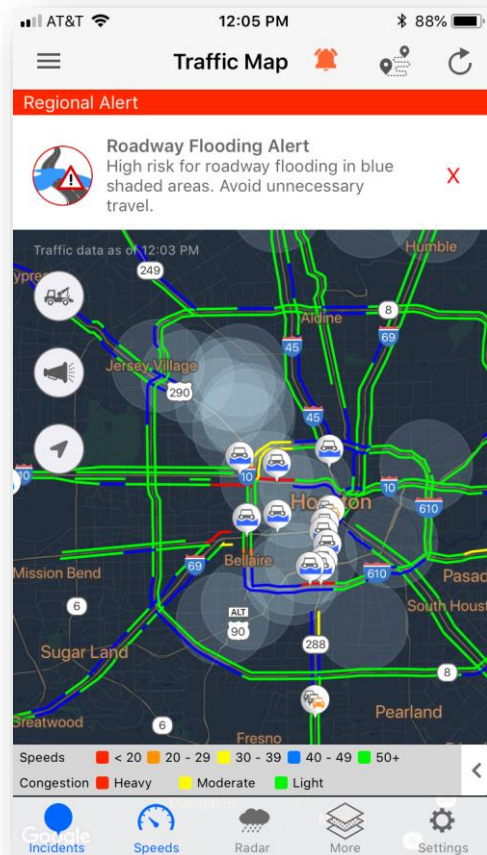 AT&T 12:05 PM 88%
Traffic Map
Regional Alert
Roadway Flooding Alert
High risk for roadway flooding in blue
shaded areas. Avoid unnecessary
travel.
X
Traffic data as of 12:03 PM
Humble
249
8
Aldine
45
69
Jersey Village
290
45
10
10
10
Houston
610
Bellaire
69
610
Mission Bend
6
ALT
90
South Houst
288
Sugar Land
8
Greatwood
6
Pearland
Fresno
Speeds < 20 20 - 29 30 - 39 40 - 49 50+
Congestion Heavy Moderate Light
Google
Incidents Speeds Radar More Settings